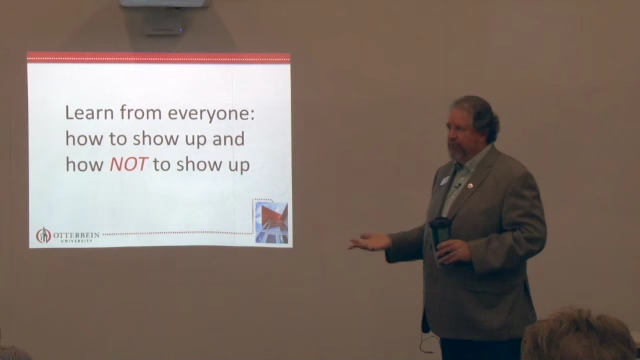 Learn from everyone:
how to show up and
how NOT to show up
OTTERBEIN
UNIVERSITY